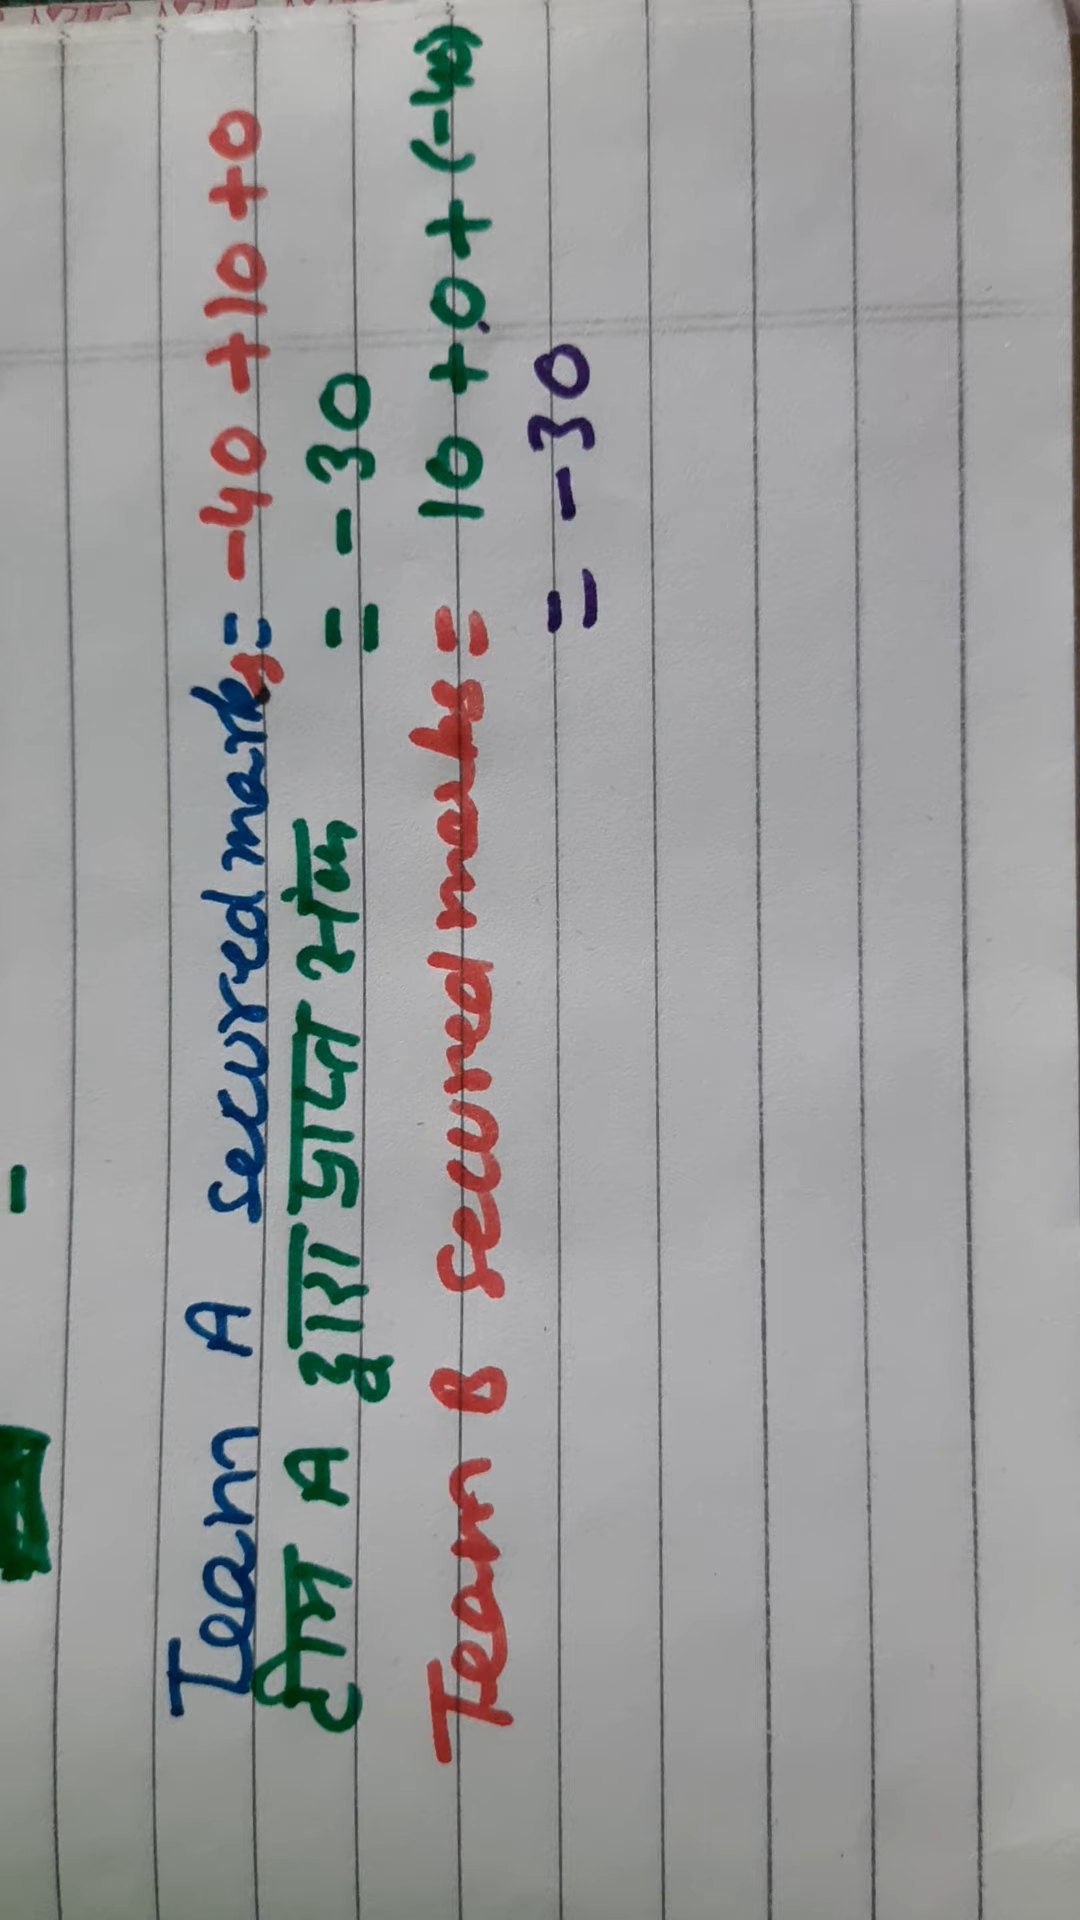 Team A secured marks = -40 +10 +0
टीम A द्वारा प्राप्त अंक = -30
Team B secured marks = 10 + 0 + (-40)
= -30